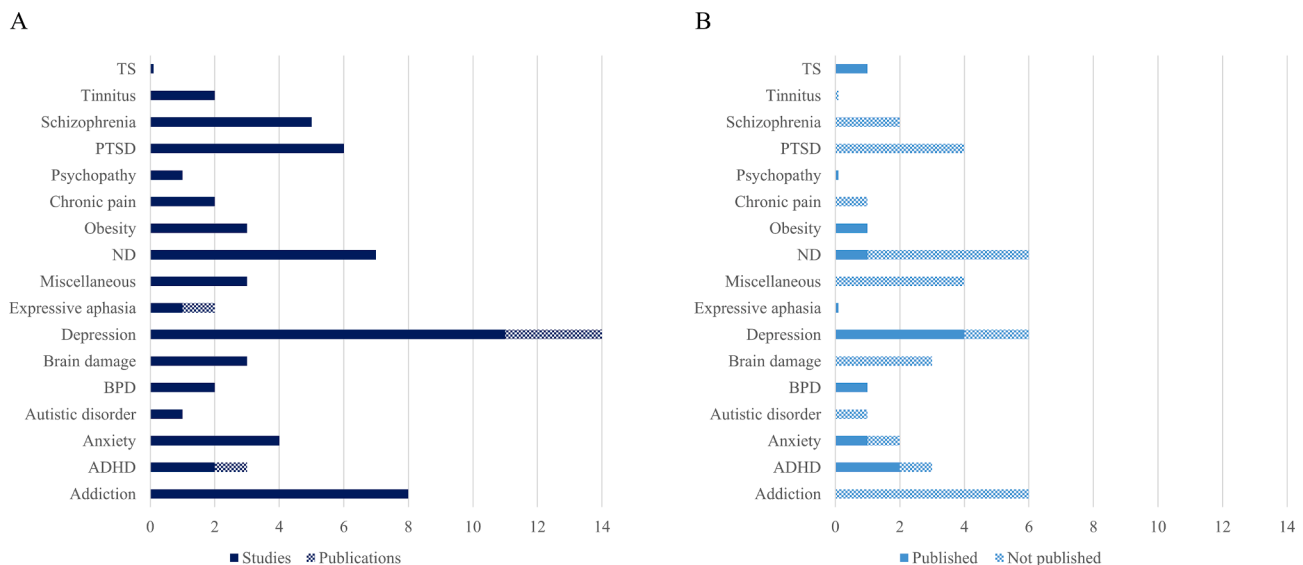 A
TS
Tinnitus
Schizophrenia
PTSD
Psychopathy
Chronic pain
Obesity
ND
Miscellaneous
Expressive aphasia
Depression
Brain damage
BPD
Autistic disorder
Anxiety
ADHD
Addiction
0 2 4 6 8 10 12 14
Studies Publications
B
TS
Tinnitus
Schizophrenia
PTSD
Psychopathy
Chronic pain
Obesity
ND
Miscellaneous
Expressive aphasia
Depression
Brain damage
BPD
Autistic disorder
Anxiety
ADHD
Addiction
0 2 4 6 8 10 12 14
Published Not published